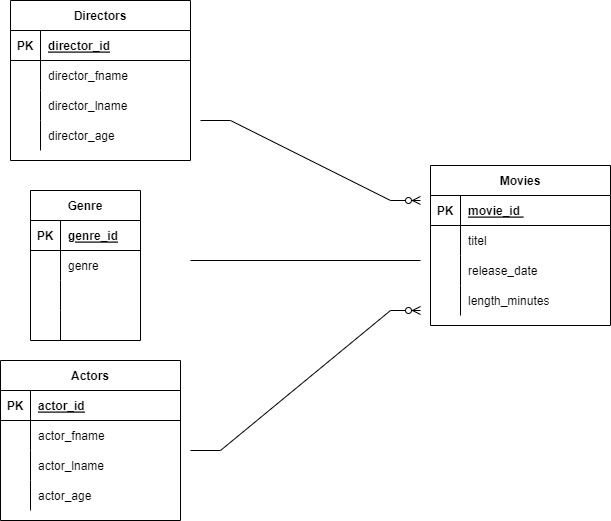 Directors
PK director_id
director_fname
director_lname
director_age
Genre
PK genre_id
genre
Actors
PK actor_id
actor_fname
actor_lname
actor_age
Movies
PK movie_id
titel
release_date
length_minutes